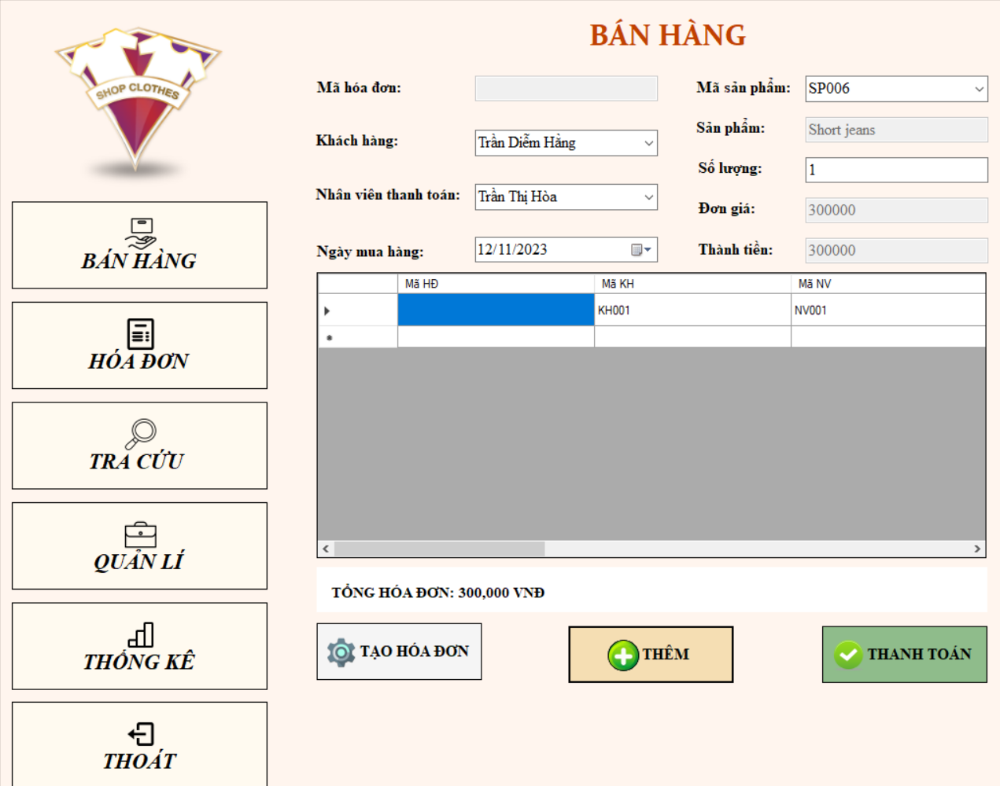 SHOP CLOTHES
BÁN HÀNG
HÓA ĐƠN
TRA CỨU
QUẢN LÍ
THỐNG KÊ
THOÁT
BÁN HÀNG
Mã hóa đơn:
Khách hàng: Trần Diễm Hằng
Nhân viên thanh toán: Trần Thị Hòa
Ngày mua hàng: 12/11/2023
Mã sản phẩm: SP006
Sản phẩm: Short jeans
Số lượng: 1
Đơn giá: 300000
Thành tiền: 300000
Mã HĐ Mã KH Mã NV
KH001 NV001
TỔNG HÓA ĐƠN: 300,000 VNĐ
TẠO HÓA ĐƠN THÊM THANH TOÁN